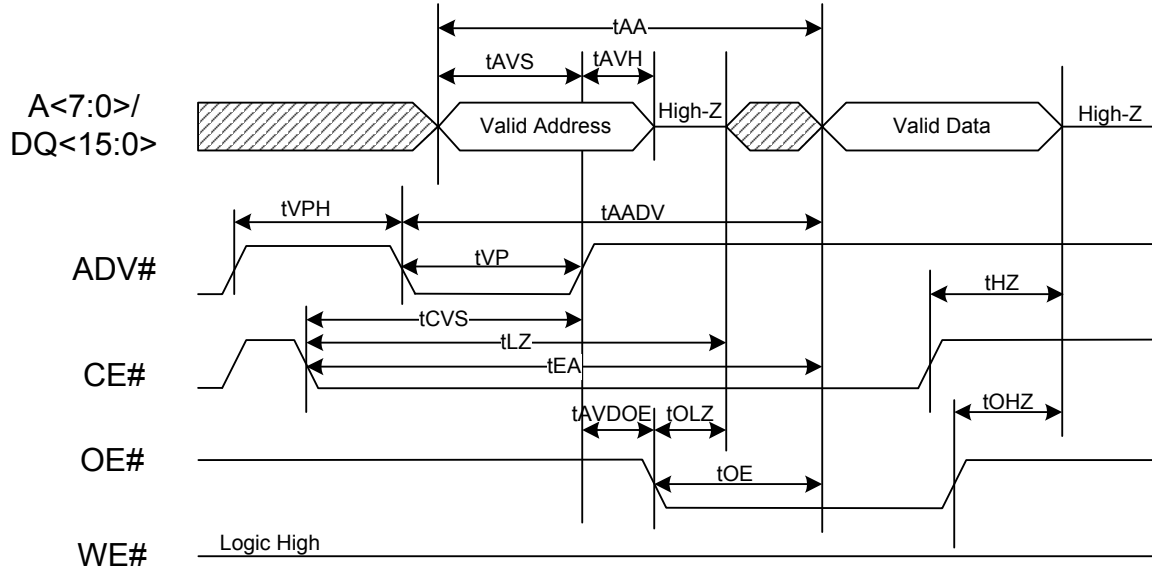 tAA
tAVS
tAVH
A<7:0>/
DQ<15:0>
Valid Address
High-Z
Valid Data
High-Z
tVPH
tAADV
ADV#
tVP
tHZ
tCVS
tLZ
CE#
tEA
tAVDOE
tOLZ
tOHZ
OE#
tOE
WE#
Logic High